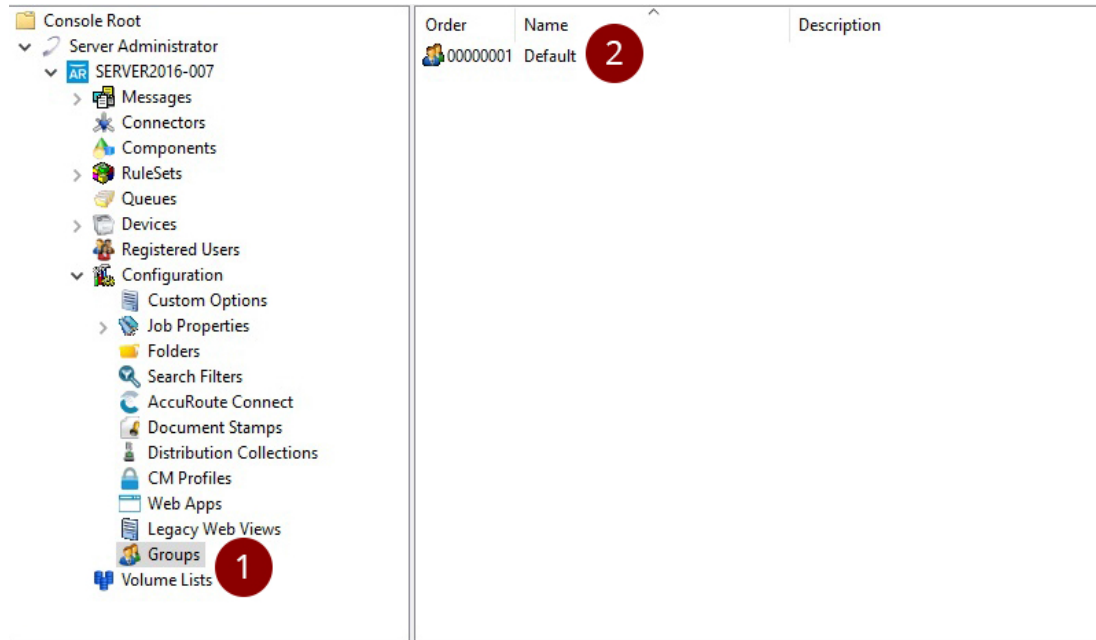 Console Root
Server Administrator
AR SERVER2016-007
Messages
Connectors
Components
RuleSets
Queues
Devices
Registered Users
Configuration
Custom Options
Job Properties
Folders
Search Filters
AccuRoute Connect
Document Stamps
Distribution Collections
CM Profiles
Web Apps
Legacy Web Views
Groups 1
Volume Lists
Order Name Description
00000001 Default 2